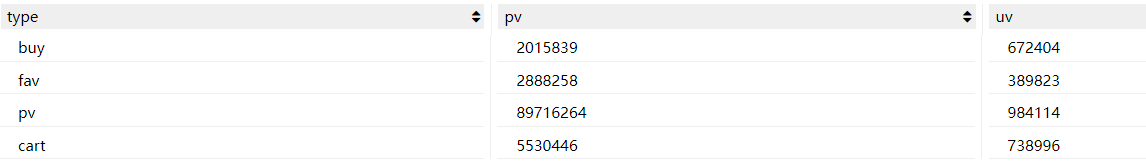 type pv uv
buy 2015839 672404
fav 2888258 389823
pv 89716264 984114
cart 5530446 738996